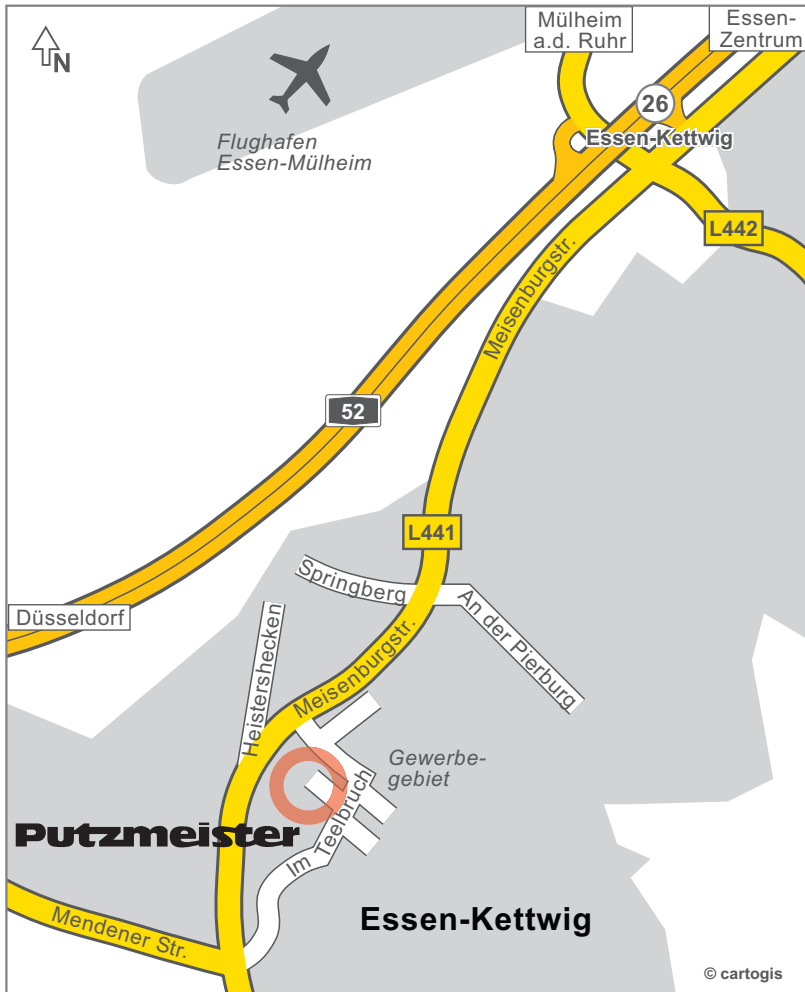 N
Flughafen
Essen-Mülheim
Mülheim
a.d. Ruhr
Essen-
Zentrum
26
Essen-Kettwig
L442
Meisenburgstr.
52
L441
Springberg
An der Pierburg
Düsseldorf
Heistershecken
Meisenburgstr.
Gewerbe-
gebiet
Putzmeister
Im Teelbruch
Mendener Str.
Essen-Kettwig
© cartogis